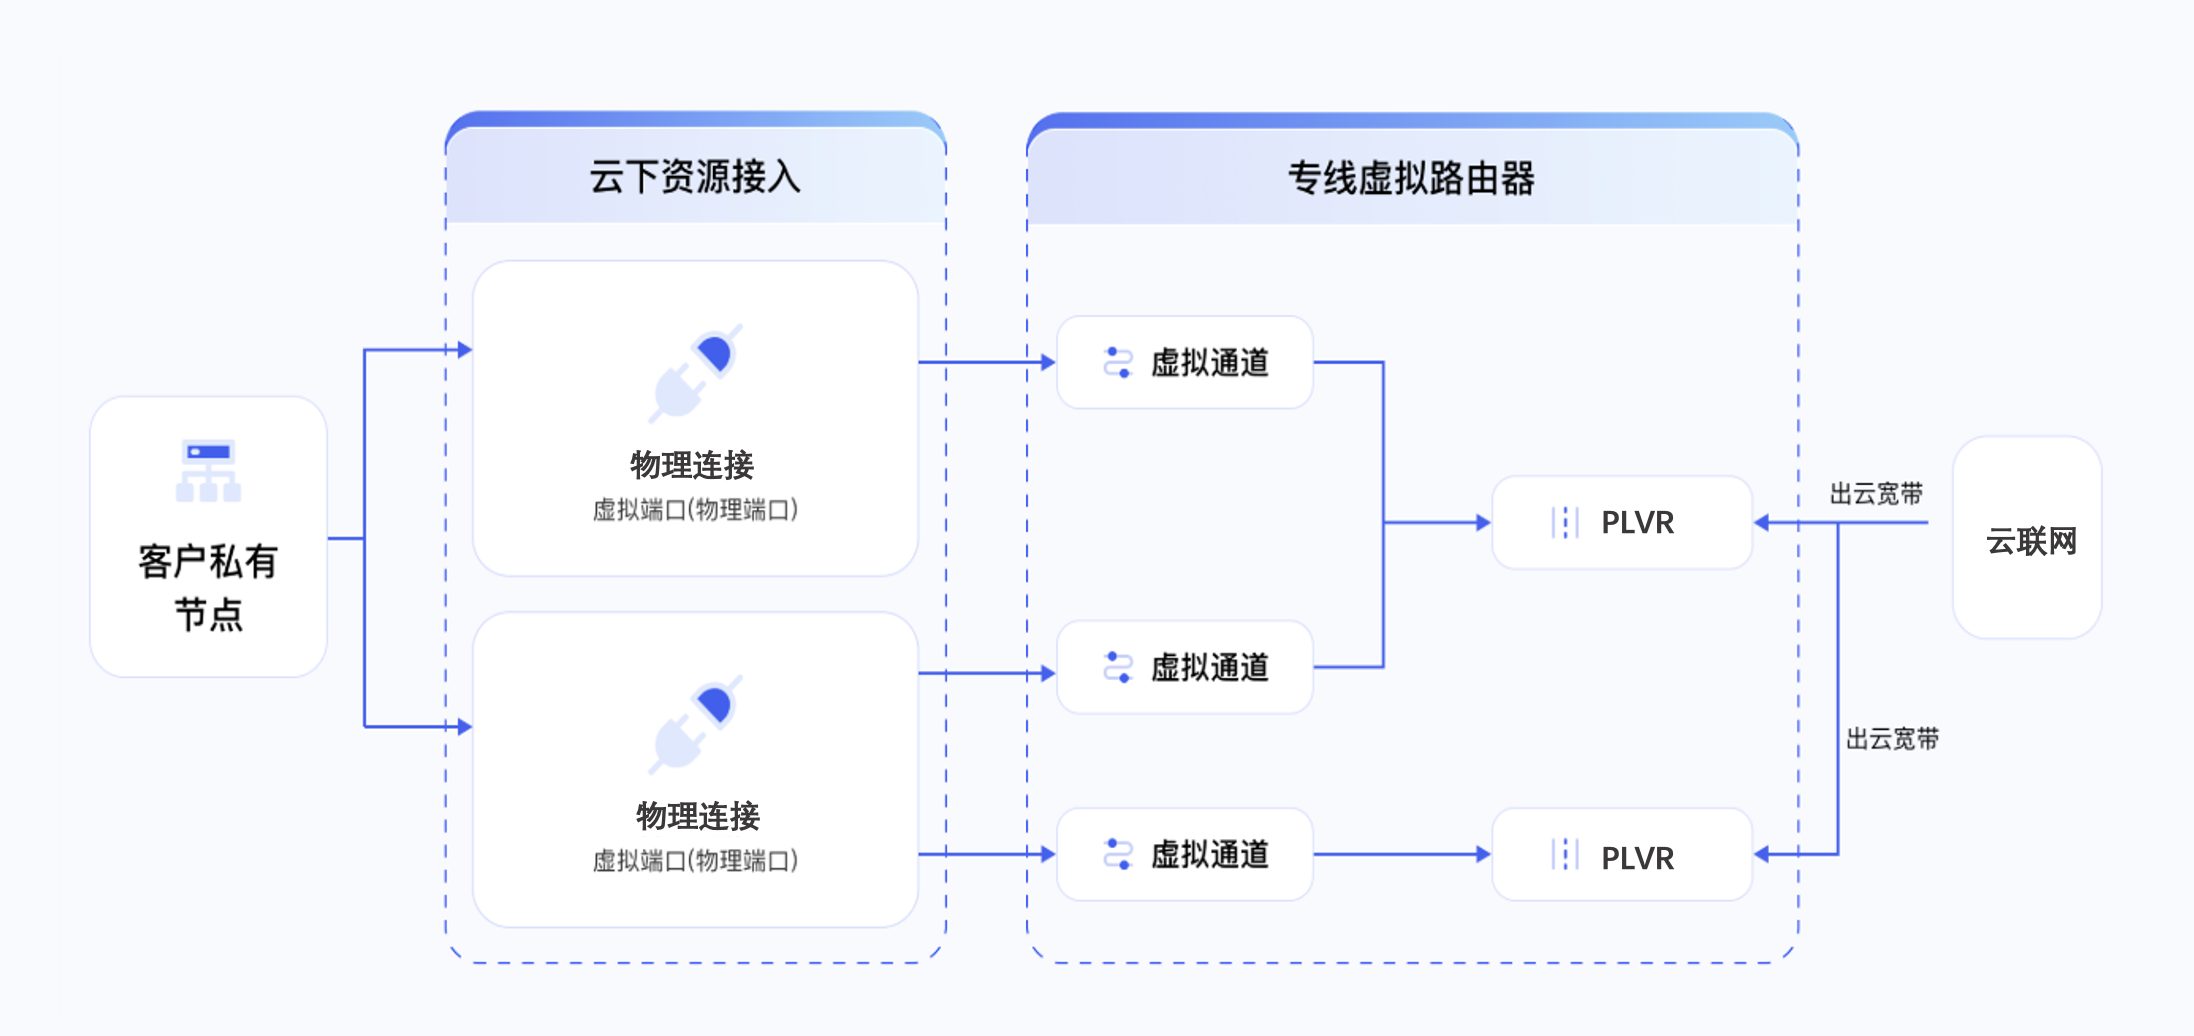 云下资源接入
专线虚拟路由器
客户私有
节点
物理连接
虚拟端口(物理端口)
物理连接
虚拟端口(物理端口)
虚拟通道
虚拟通道
虚拟通道
PLVR
PLVR
出云宽带
出云宽带
云联网